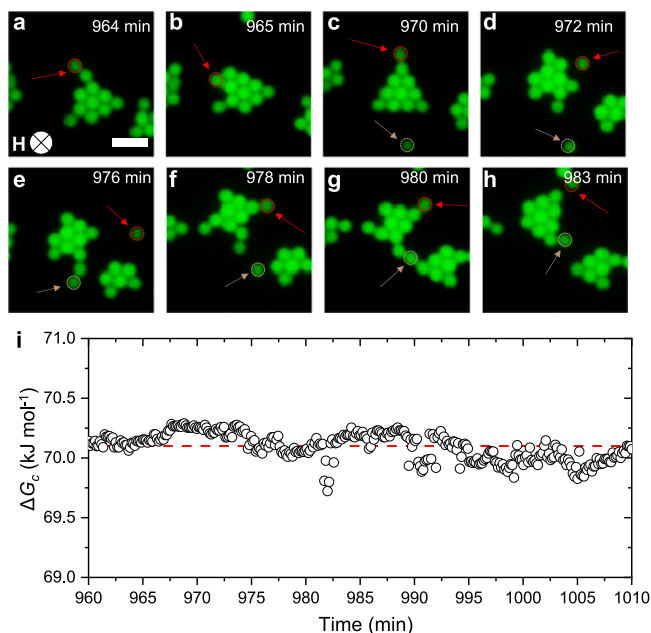 a 964 min
b 965 min
c 970 min
d 972 min
H
e 976 min
f 978 min
g 980 min
h 983 min
i
71.0
70.5
70.0
69.5
69.0
ΔGc (kJ mol-1)
960 965 970 975 980 985 990 995 1000 1005 1010
Time (min)